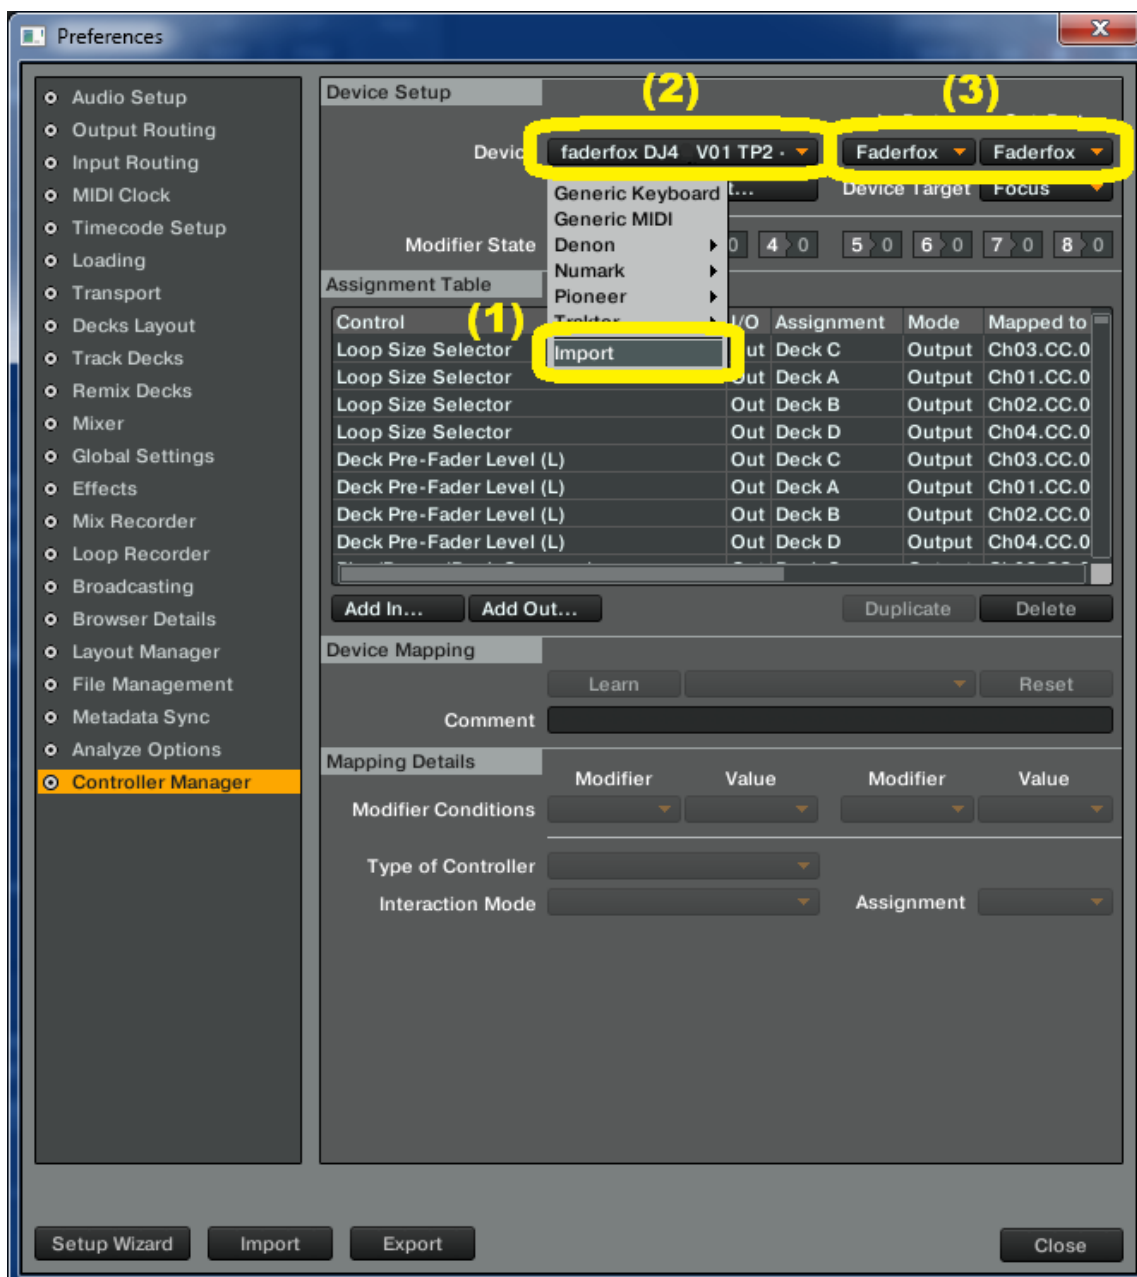 Preferences
X
Audio Setup
Output Routing
Input Routing
MIDI Clock
Timecode Setup
Loading
Transport
Decks Layout
Track Decks
Remix Decks
Mixer
Global Settings
Effects
Mix Recorder
Loop Recorder
Broadcasting
Browser Details
Layout Manager
File Management
Metadata Sync
Analyze Options
Controller Manager
Device Setup
(2)
(3)
faderfox DJ4 V01 TP2 -
Faderfox
Faderfox
Device Target
Focus
Generic Keyboard
Generic MIDI
Denon
Numark
Pioneer
Traktor
Import
(1)
Modifier State
0 4 0 5 0 6 0 7 0 8 0
Assignment Table
Control I/O Assignment Mode Mapped to
Loop Size Selector Deck C Output Ch03.CC.0
Loop Size Selector Out Deck A Output Ch01.CC.0
Loop Size Selector Out Deck B Output Ch02.CC.0
Loop Size Selector Out Deck D Output Ch04.CC.0
Deck Pre-Fader Level (L) Out Deck C Output Ch03.CC.0
Deck Pre-Fader Level (L) Out Deck A Output Ch01.CC.0
Deck Pre-Fader Level (L) Out Deck B Output Ch02.CC.0
Deck Pre-Fader Level (L) Out Deck D Output Ch04.CC.0
Add In... Add Out... Duplicate Delete
Device Mapping
Learn Reset
Comment
Mapping Details
Modifier Value Modifier Value
Modifier Conditions
Type of Controller
Interaction Mode Assignment
Setup Wizard Import Export Close